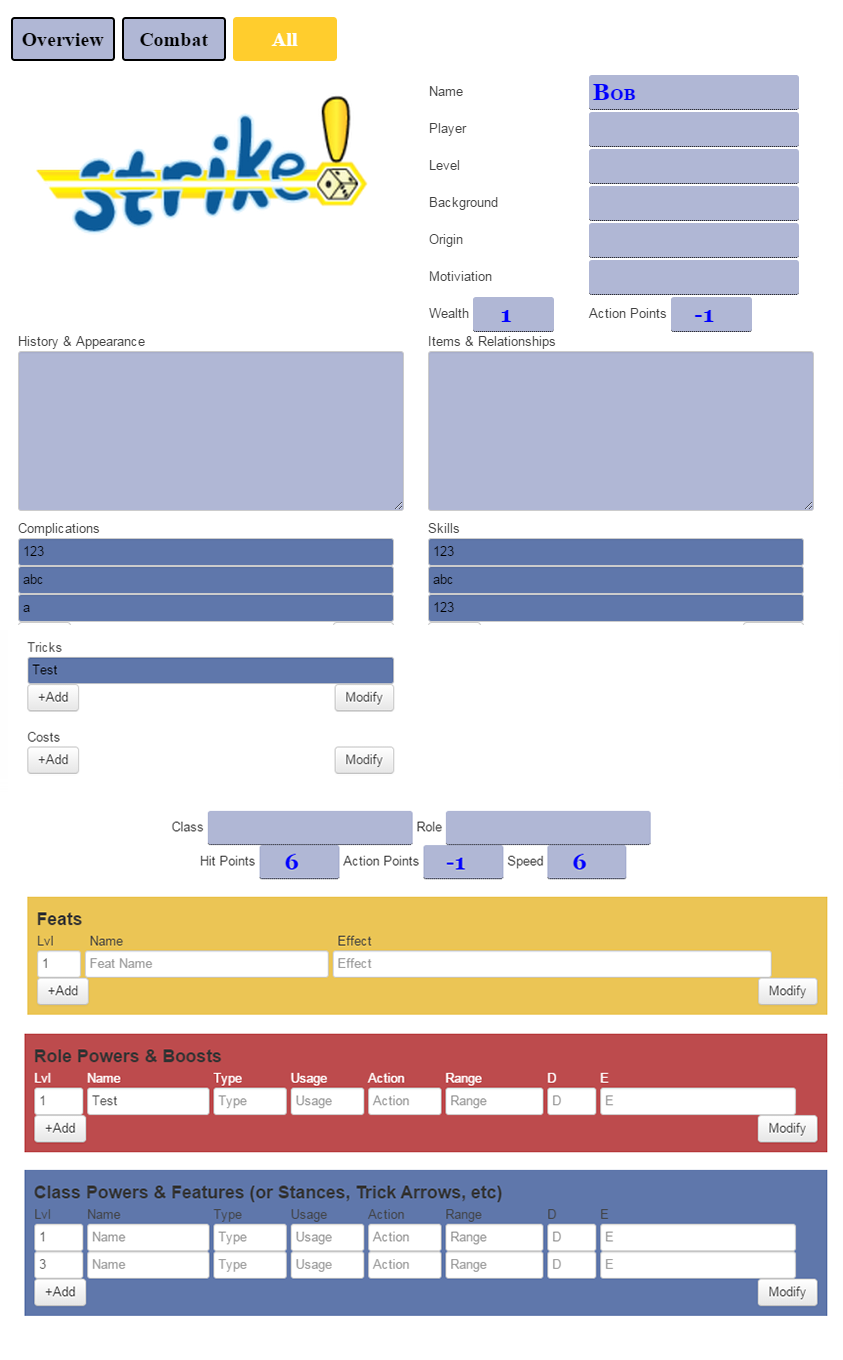 Overview Combat All
strike!
Name Bob
Player
Level
Background
Origin
Motiviation
Wealth 1 Action Points -1
History & Appearance
Items & Relationships
Complications
123
abc
a
Skills
123
abc
123
Tricks
Test
+Add Modify
Costs
+Add Modify
Class Role
Hit Points 6 Action Points -1 Speed 6
Feats
Lvl Name Effect
1 Feat Name Effect
+Add Modify
Role Powers & Boosts
Lvl Name Type Usage Action Range D E
1 Test Type Usage Action Range D E
+Add Modify
Class Powers & Features (or Stances, Trick Arrows, etc)
Lvl Name Type Usage Action Range D E
1 Name Type Usage Action Range D E
3 Name Type Usage Action Range D E
+Add Modify